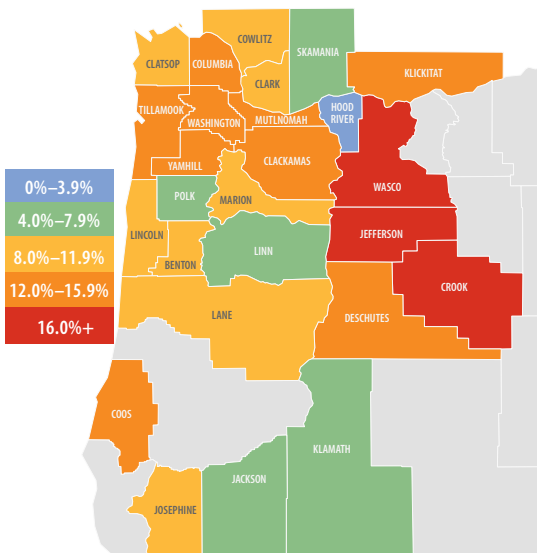 COWLITZ
SKAMANIA
CLATSOP
COLUMBIA
KLICKITAT
CLARK
HOOD
RIVER
TILLAMOOK
WASHINGTON
MUTLNOMAH
CLACKAMAS
YAMHILL
WASCO
0%–3.9%
POLK
MARION
4.0%–7.9%
LINCOLN
JEFFERSON
8.0%–11.9%
BENTON
LINN
12.0%–15.9%
CROOK
LANE
DESCHUTES
16.0%+
COOS
KLAMATH
JACKSON
JOSEPHINE